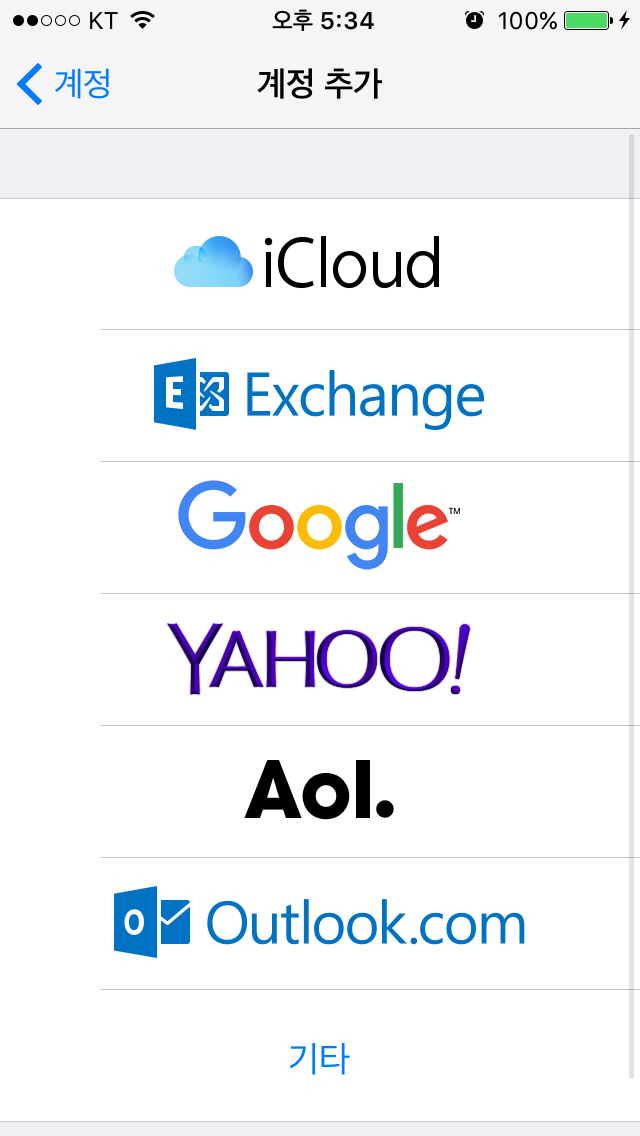 KT 오후 5:34 100%
계정 계정 추가
iCloud
E Exchange
Google™
YAHOO!
Aol.
O Outlook.com
기타